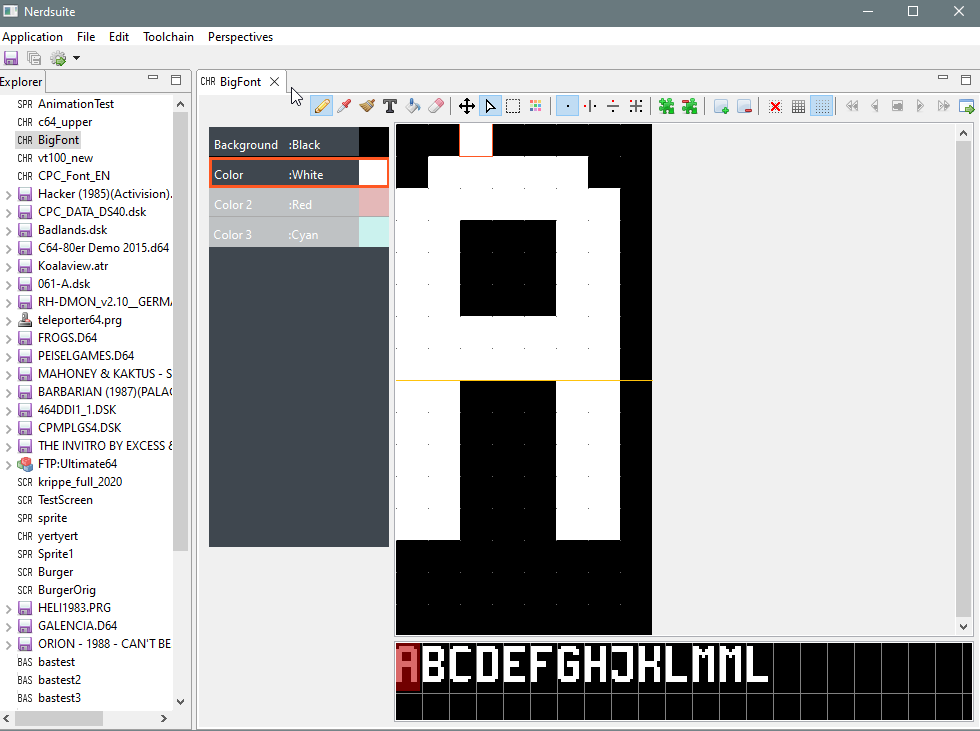 Nerdsuite
Application File Edit Toolchain Perspectives
Explorer
CHR BigFont
SPR AnimationTest
CHR c64_upper
CHR BigFont
CHR vt100_new
CHR CPC_Font_EN
Hacker (1985)(Activision).
CPC_DATA_DS40.dsk
Badlands.dsk
C64-80er Demo 2015.d64
Koalaview.atr
061-A.dsk
RH-DMON_v2.10__GERMA
teleporter64.prg
FROGS.D64
PEISELGAMES.D64
MAHONEY & KAKTUS - S
BARBARIAN (1987)(PALAC
464DDI1_1.DSK
CPMPLGS4.DSK
THE INVITRO BY EXCESS &
FTP:Ultimate64
SCR krippe_full_2020
SCR TestScreen
SPR sprite
CHR yertyert
SPR Sprite1
SCR Burger
SCR BurgerOrig
HELI1983.PRG
GALENCIA.D64
ORION - 1988 - CAN'T BE
BAS bastest
BAS bastest2
BAS bastest3
Background :Black
Color :White
Color 2 :Red
Color 3 :Cyan
ABCDEFGHJKLMML